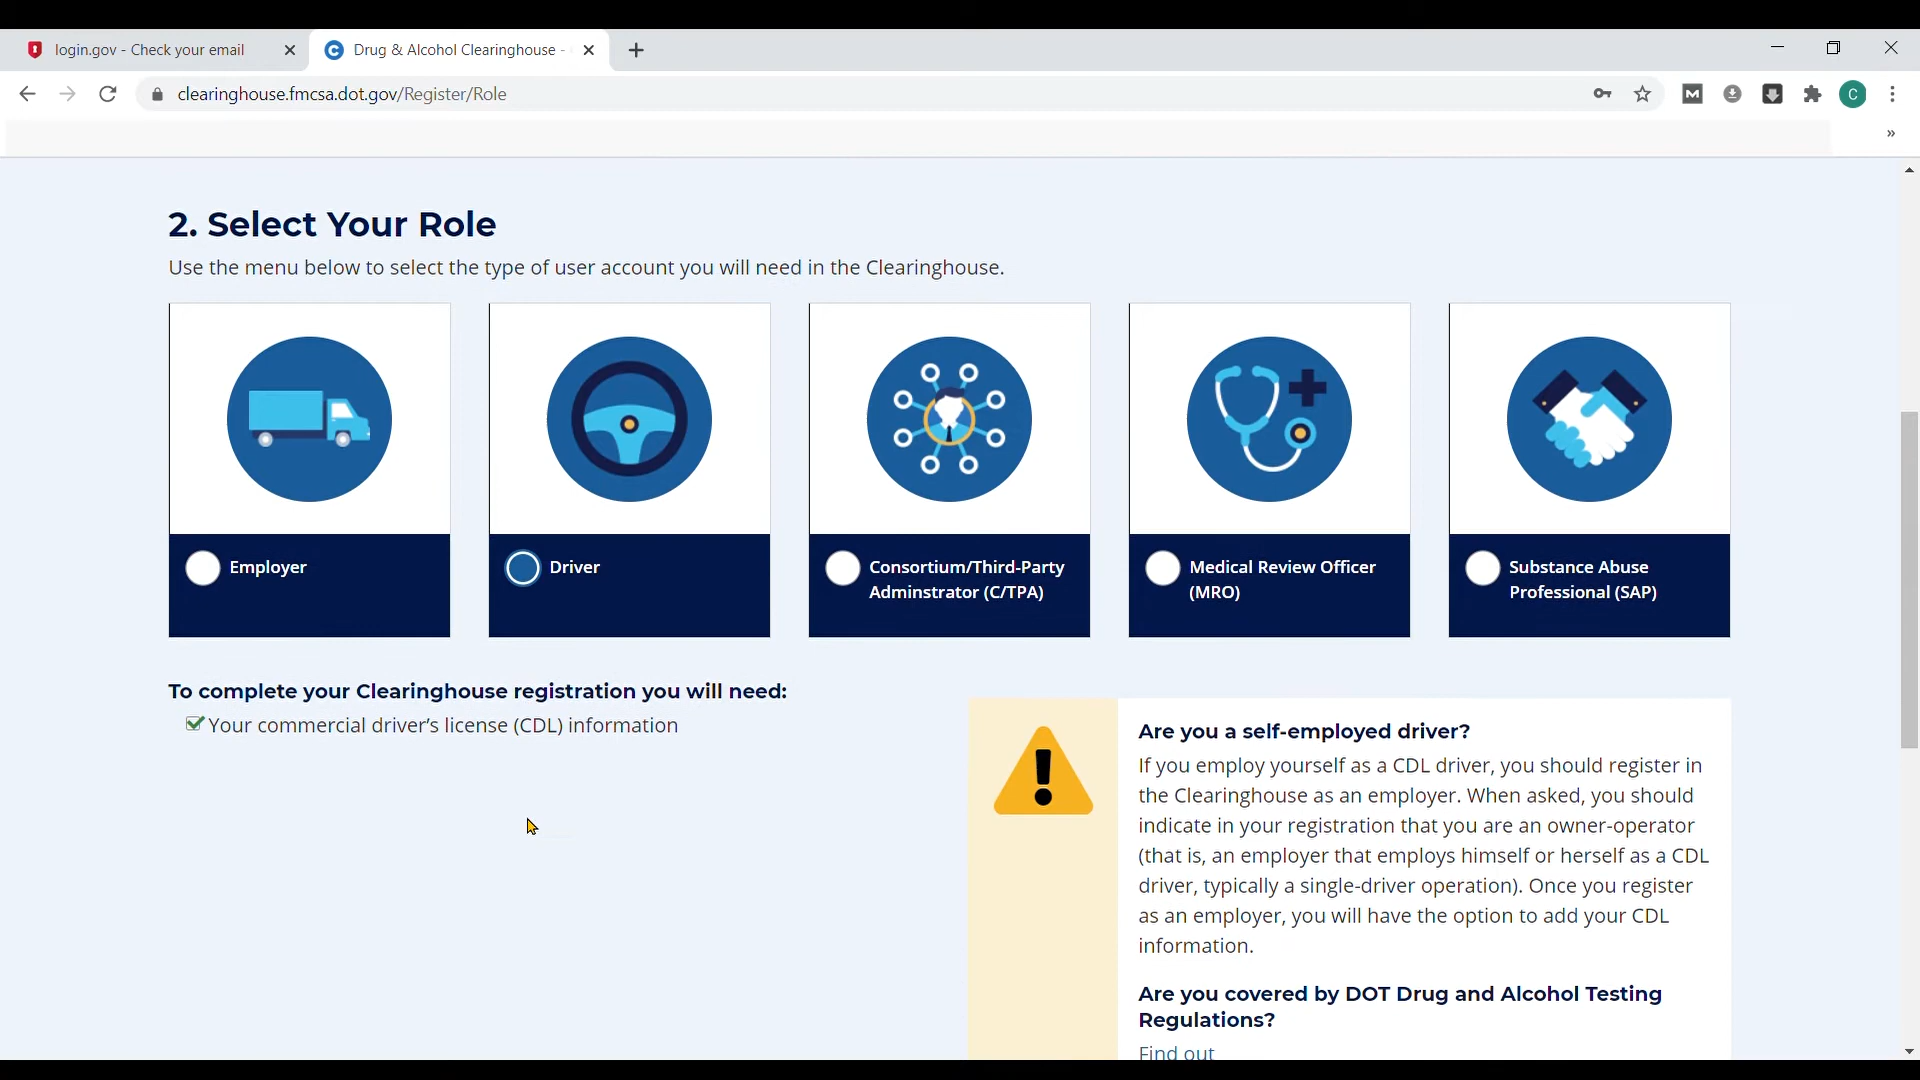 login.gov - Check your email
Drug & Alcohol Clearinghouse -
clearinghouse.fmcsa.dot.gov/Register/Role
M
C
2. Select Your Role
Use the menu below to select the type of user account you will need in the Clearinghouse.
Employer
Driver
Consortium/Third-Party
Adminstrator (C/TPA)
Medical Review Officer
(MRO)
Substance Abuse
Professional (SAP)
To complete your Clearinghouse registration you will need:
Your commercial driver’s license (CDL) information
Are you a self-employed driver?
If you employ yourself as a CDL driver, you should register in
the Clearinghouse as an employer. When asked, you should
indicate in your registration that you are an owner-operator
(that is, an employer that employs himself or herself as a CDL
driver, typically a single-driver operation). Once you register
as an employer, you will have the option to add your CDL
information.
Are you covered by DOT Drug and Alcohol Testing
Regulations?
Find out